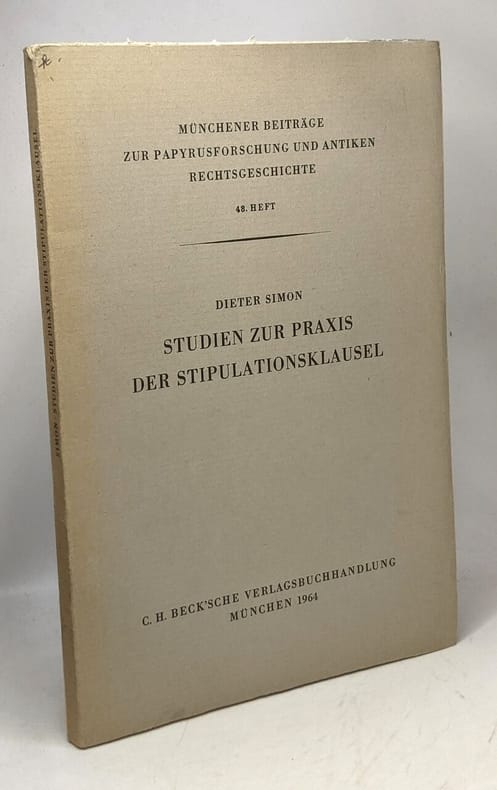 MÜNCHENER BEITRÄGE
ZUR PAPYRUSFORSCHUNG UND ANTIKEN
RECHTSGESCHICHTE
48. HEFT
DIETER SIMON
STUDIEN ZUR PRAXIS
DER STIPULATIONSKLAUSEL
C. H. BECK'SCHE VERLAGSBUCHHANDLUNG
MÜNCHEN 1964
SIMON · STUDIEN ZUR PRAXIS DER STIPULATIONSKLAUSEL